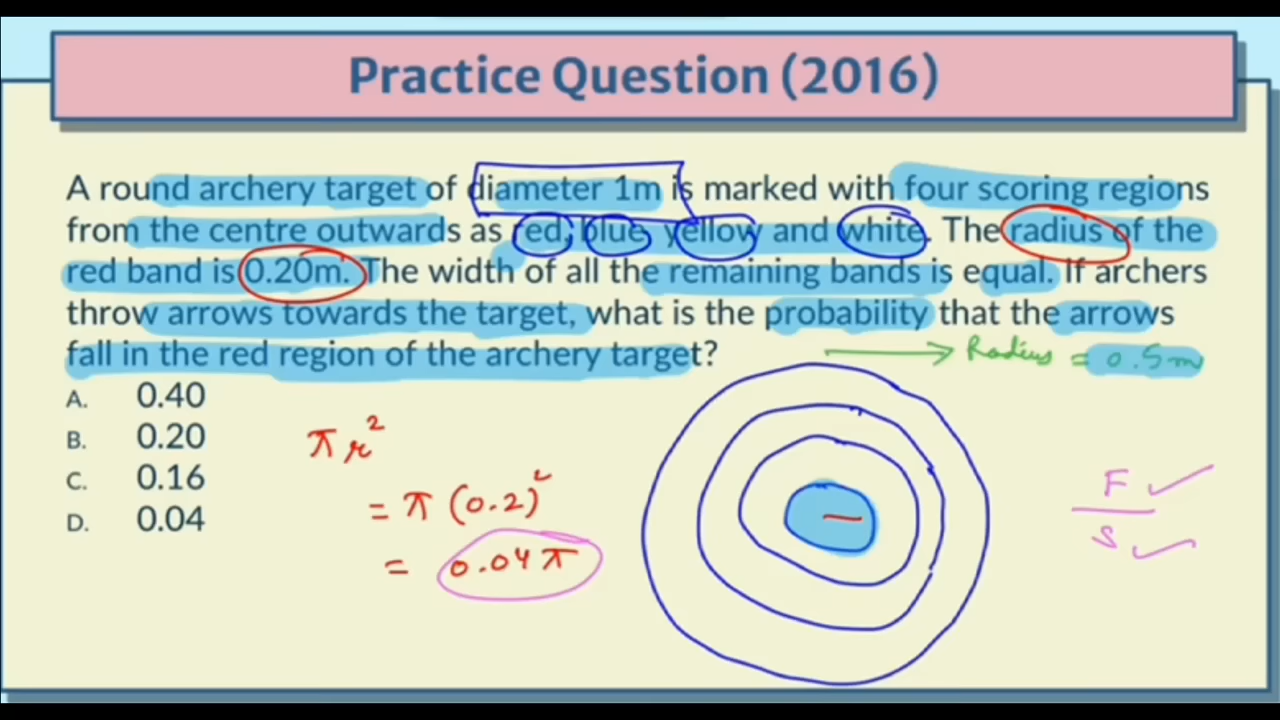 Practice Question (2016)
A round archery target of diameter 1m is marked with four scoring regions
from the centre outwards as red, blue, yellow and white. The radius of the
red band is 0.20m. The width of all the remaining bands is equal. If archers
throw arrows towards the target, what is the probability that the arrows
fall in the red region of the archery target?
→ Radius = 0.5m
A. 0.40
B. 0.20
C. 0.16
D. 0.04
πr²
= π (0.2)²
= 0.04π
F ✓
S ✓